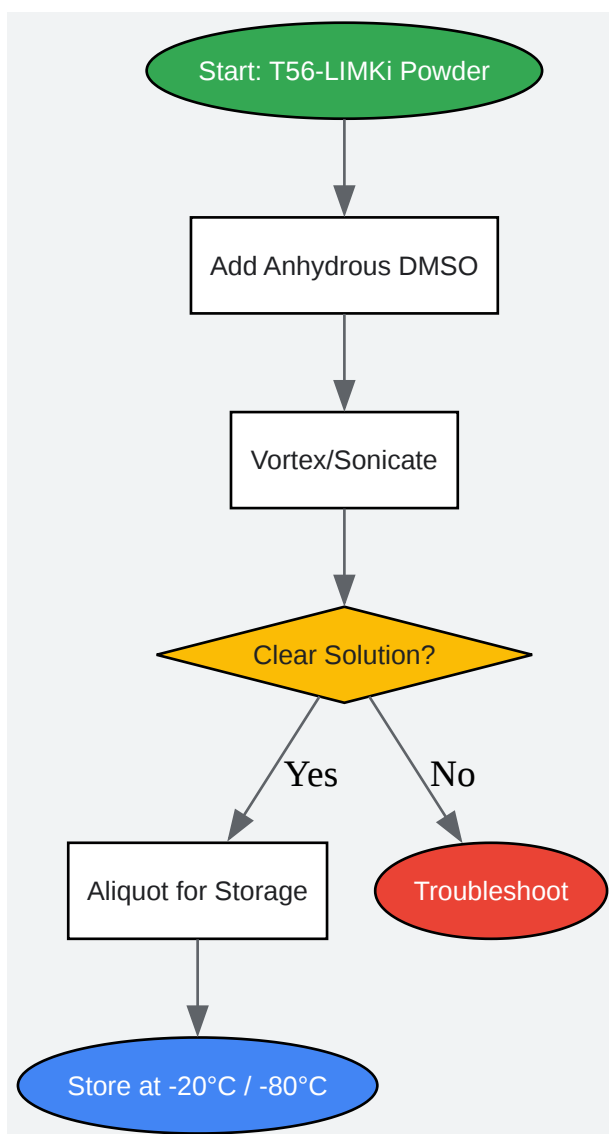 Start: T56-LIMKi Powder
Add Anhydrous DMSO
Vortex/Sonicate
Clear Solution?
Yes
No
Aliquot for Storage
Troubleshoot
Store at -20°C / -80°C